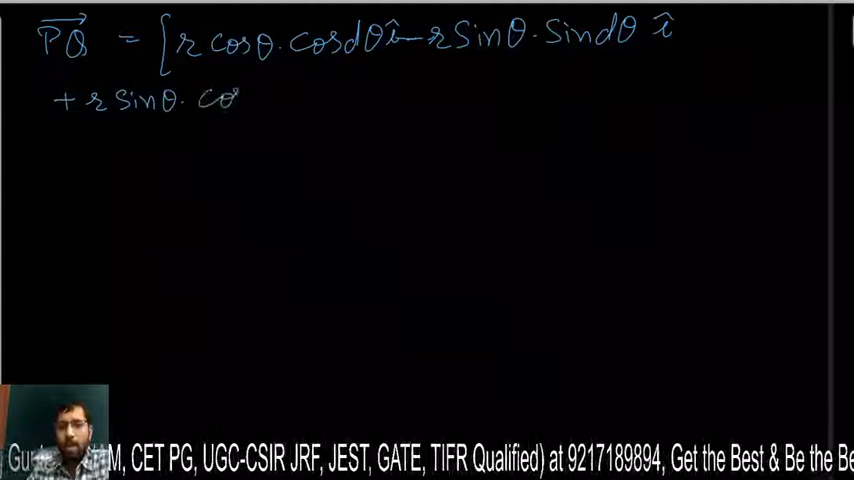 →PQ = [r cosθ. cosdθ î - r sinθ. sindθ î
+ r sinθ. cos
M, CET PG, UGC-CSIR JRF, JEST, GATE, TIFR Qualified) at 9217189894, Get the Best & Be the Be